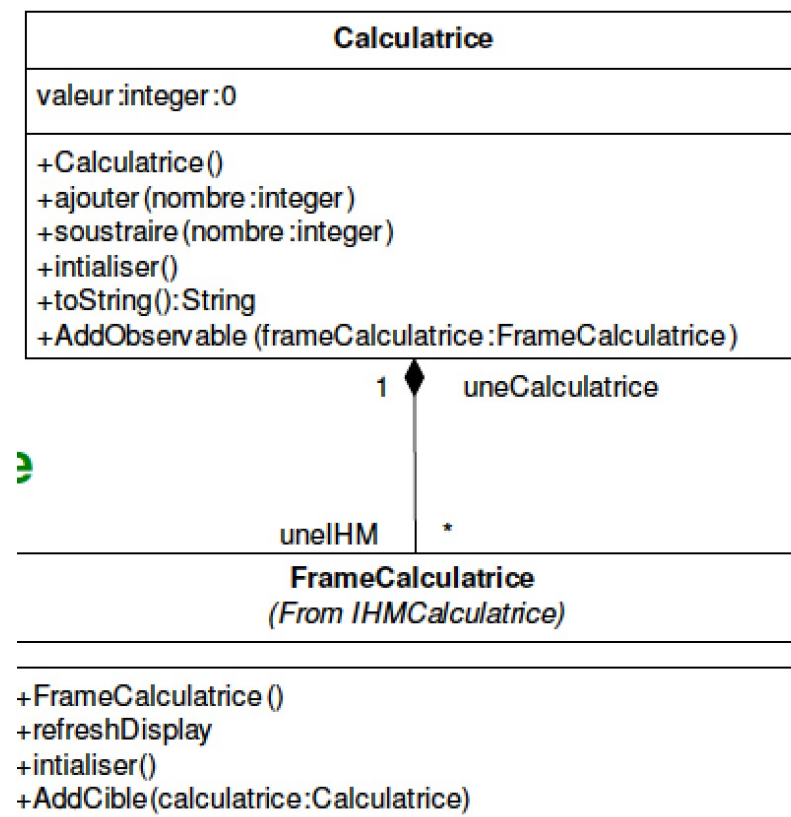 Calculatrice
valeur:integer:0
+Calculatrice()
+ajouter(nombre:integer)
+soustraire(nombre:integer)
+intialiser()
+toString():String
+AddObservable(frameCalculatrice:FrameCalculatrice)
1 uneCalculatrice
e
uneIHM *
FrameCalculatrice
(From IHMCalculatrice)
+FrameCalculatrice()
+refreshDisplay
+intialiser()
+AddCible(calculatrice:Calculatrice)